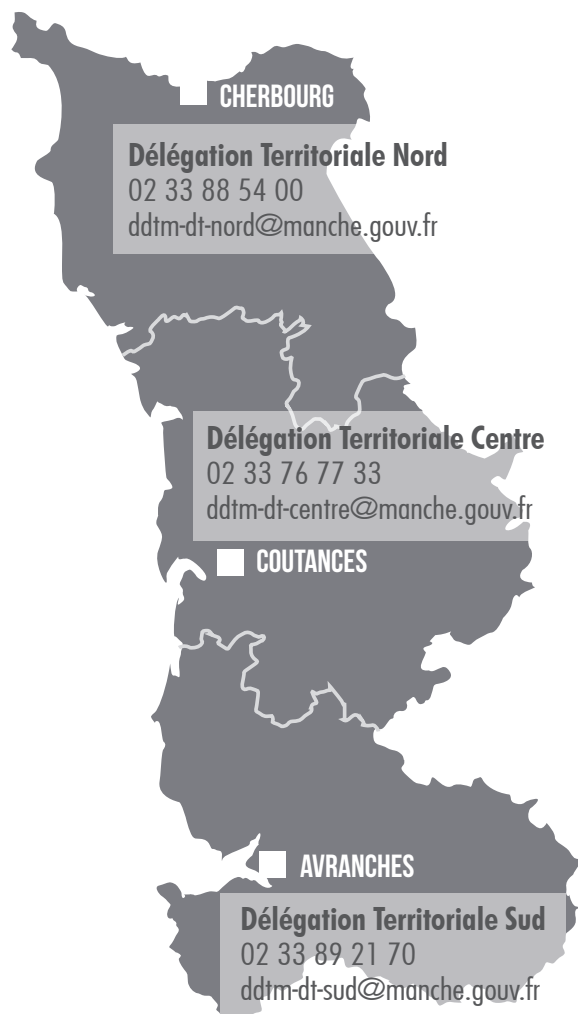 CHERBOURG
Délégation Territoriale Nord
02 33 88 54 00
ddtm-dt-nord@manche.gouv.fr
Délégation Territoriale Centre
02 33 76 77 33
ddtm-dt-centre@manche.gouv.fr
COUTANCES
AVRANCHES
Délégation Territoriale Sud
02 33 89 21 70
ddtm-dt-sud@manche.gouv.fr